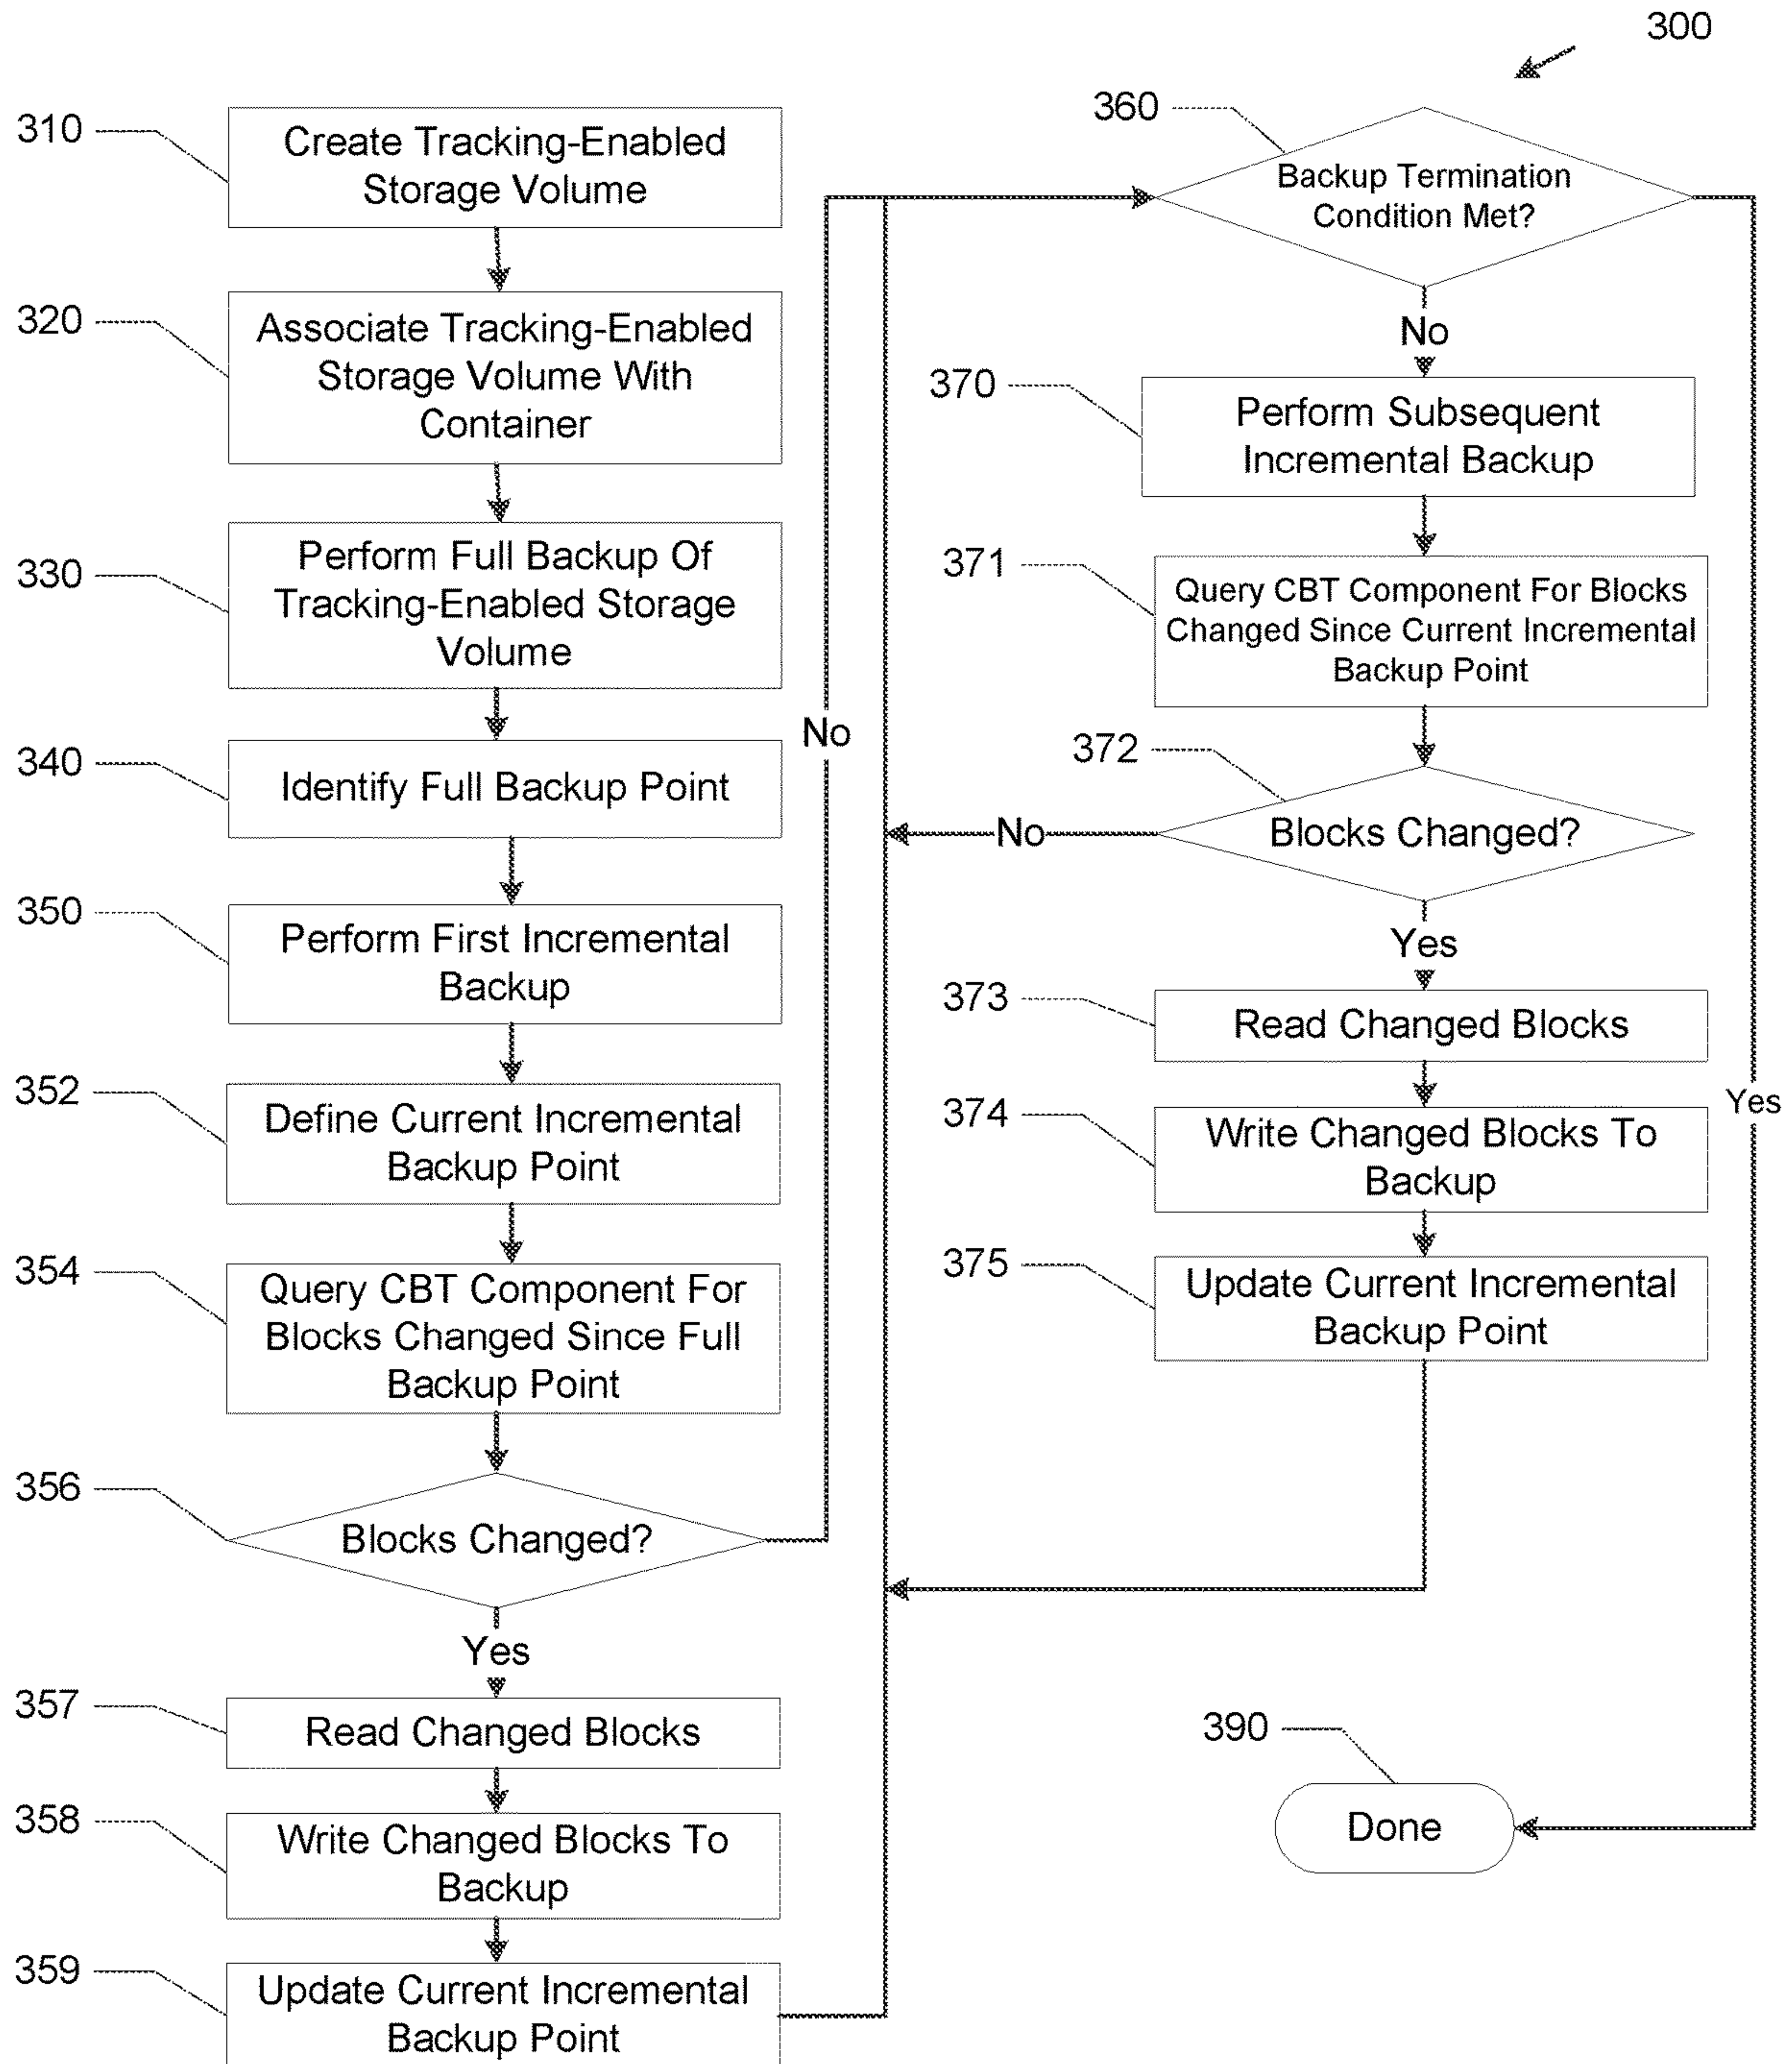 300
310
Create Tracking-Enabled
Storage Volume
320
Associate Tracking-Enabled
Storage Volume With
Container
330
Perform Full Backup Of
Tracking-Enabled Storage
Volume
340
Identify Full Backup Point
350
Perform First Incremental
Backup
352
Define Current Incremental
Backup Point
354
Query CBT Component For
Blocks Changed Since Full
Backup Point
356
Blocks Changed?
No
Yes
357
Read Changed Blocks
358
Write Changed Blocks To
Backup
359
Update Current Incremental
Backup Point
360
Backup Termination
Condition Met?
No
Yes
370
Perform Subsequent
Incremental Backup
371
Query CBT Component For Blocks
Changed Since Current Incremental
Backup Point
372
Blocks Changed?
No
Yes
373
Read Changed Blocks
374
Write Changed Blocks To
Backup
375
Update Current Incremental
Backup Point
390
Done